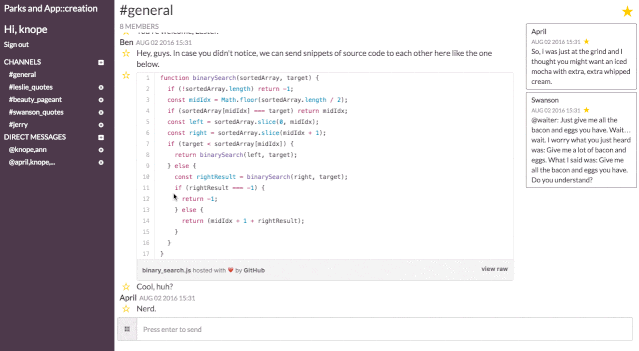 Parks and App::creation
Hi, knope
Sign out
CHANNELS
#general
#leslie_quotes
#beauty_pageant
#swanson_quotes
#jerry
DIRECT MESSAGES
@knope,ann
@april,knope,...
#general
8 MEMBERS
Ben AUG 02 2016 15:31
Hey, guys. In case you didn't notice, we can send snippets of source code to each other here like the one
below.
1 function binarySearch(sortedArray, target) {
2 if (!sortedArray.length) return -1;
3 const midIdx = Math.floor(sortedArray.length / 2);
4 if (sortedArray[midIdx] === target) return midIdx;
5 const left = sortedArray.slice(0, midIdx);
6 const right = sortedArray.slice(midIdx + 1);
7 if (target < sortedArray[midIdx]) {
8 return binarySearch(left, target);
9 } else {
10 const rightResult = binarySearch(right, target);
11 if (rightResult === -1) {
12 return -1;
13 } else {
14 return (midIdx + 1 + rightResult);
15 }
16 }
17 }
binary_search.js hosted with ❤ by GitHub
view raw
Cool, huh?
April AUG 02 2016 15:31
Nerd.
Press enter to send
April
AUG 02 2016 15:31
So, I was just at the grind and I
thought you might want an iced
mocha with extra, extra whipped
cream.
Swanson
AUG 02 2016 15:31
@waiter: Just give me all the
bacon and eggs you have. Wait...
wait. I worry what you just heard
was: Give me a lot of bacon and
eggs. What I said was: Give me
all the bacon and eggs you have.
Do you understand?